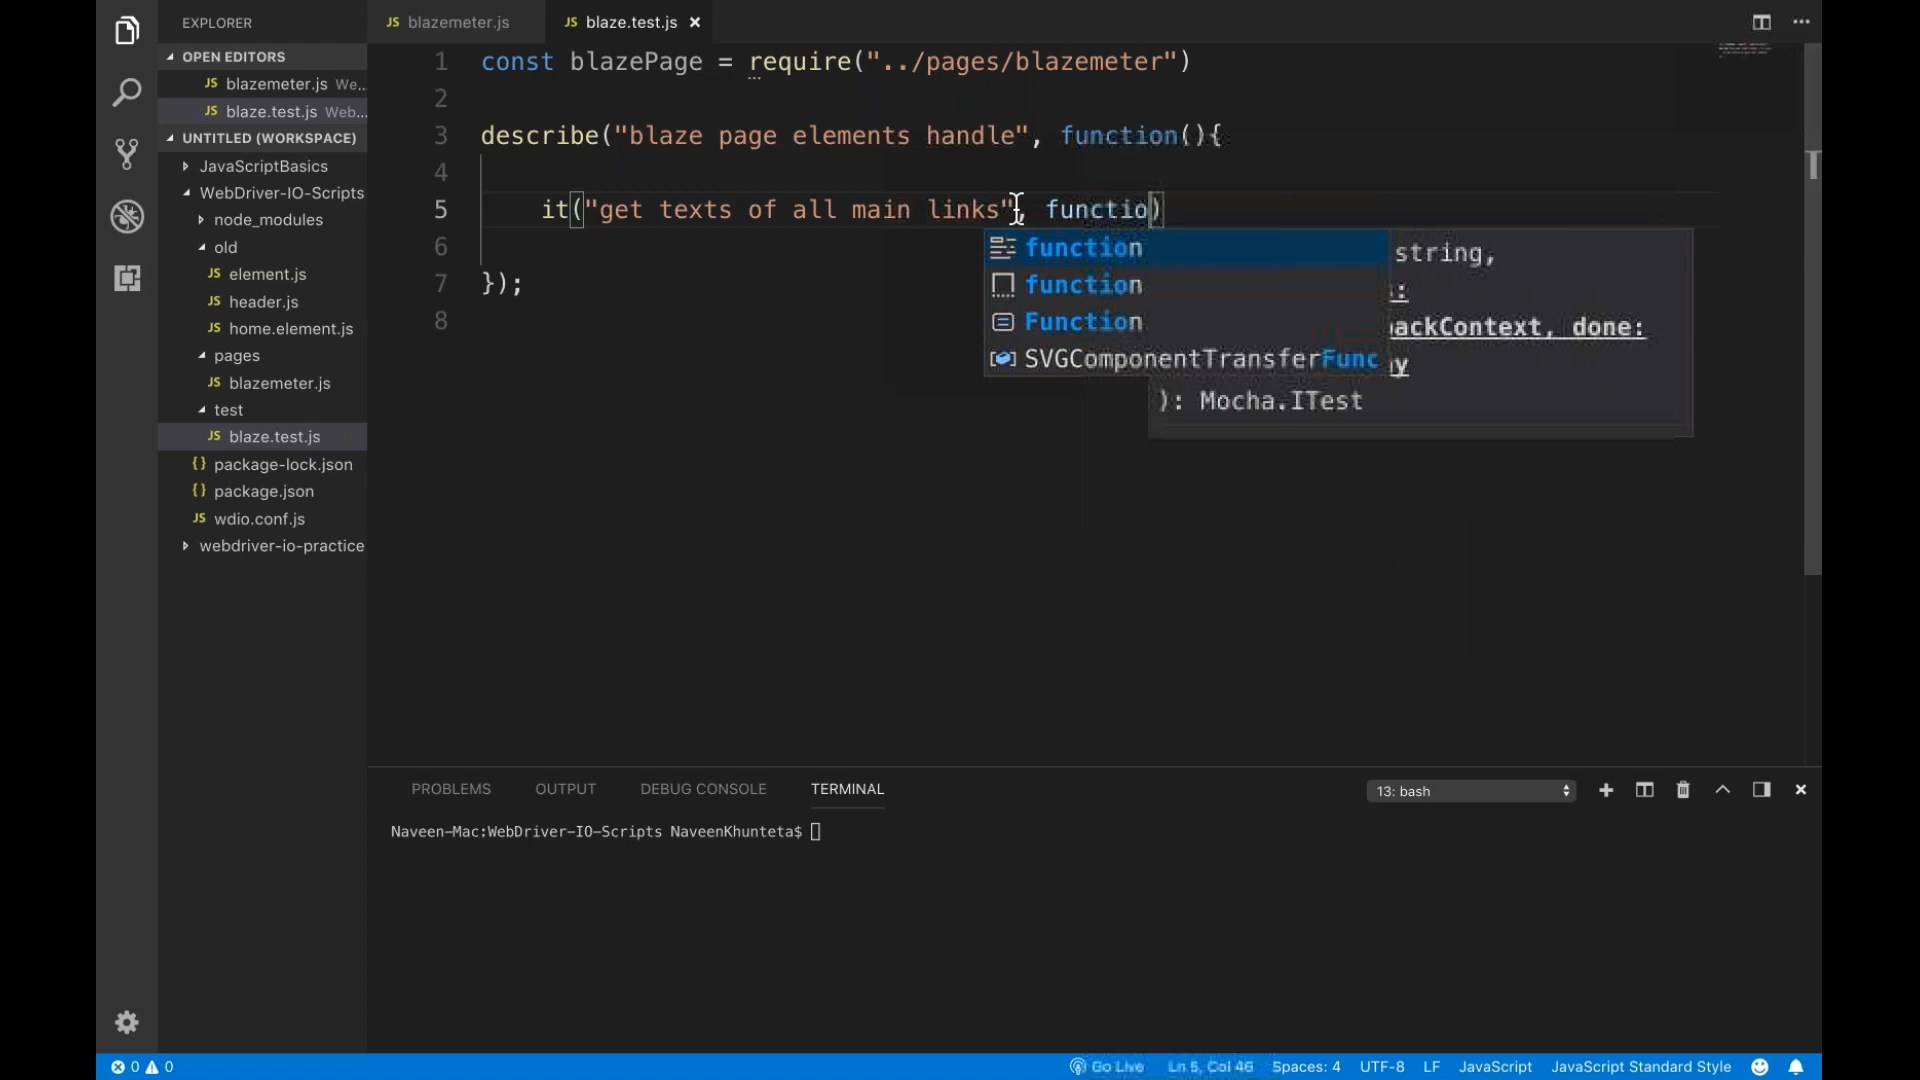 EXPLORER
OPEN EDITORS
JS blazemeter.js We...
JS blaze.test.js Web...
UNTITLED (WORKSPACE)
JavaScriptBasics
WebDriver-IO-Scripts
node_modules
old
JS element.js
JS header.js
JS home.element.js
pages
JS blazemeter.js
test
JS blaze.test.js
{} package-lock.json
{} package.json
JS wdio.conf.js
webdriver-io-practice
JS blazemeter.js
JS blaze.test.js
1 const blazePage = require("../pages/blazemeter")
2
3 describe("blaze page elements handle", function(){
4
5 it("get texts of all main links", functio)
6
7 });
8
function
function
Function
SVGComponentTransferFunc
string,
:
ackContext, done:
y
): Mocha.ITest
PROBLEMS OUTPUT DEBUG CONSOLE TERMINAL
13: bash
Naveen-Mac:WebDriver-IO-Scripts NaveenKhunteta$
0 0 Go Live Ln 5, Col 46 Spaces: 4 UTF-8 LF JavaScript JavaScript Standard Style